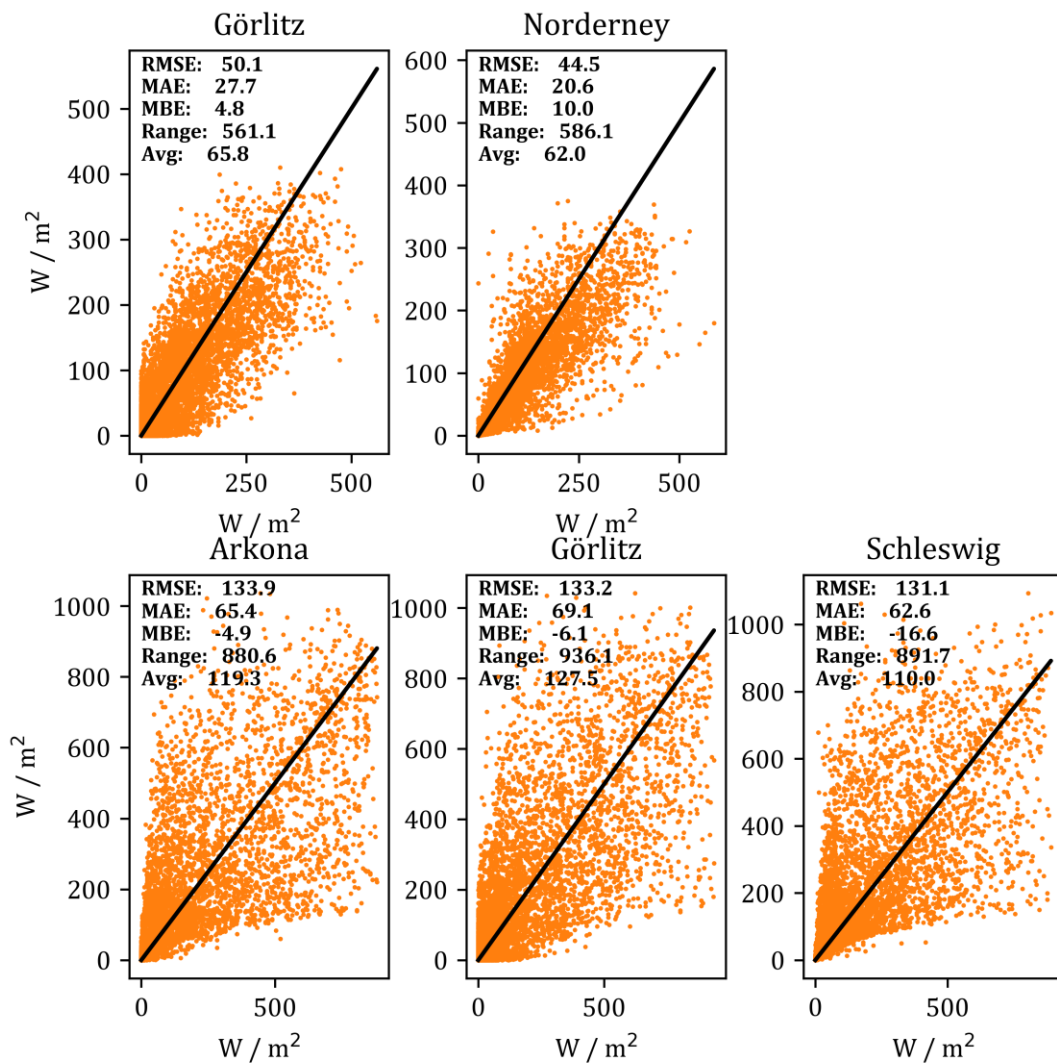 Görlitz
RMSE: 50.1
MAE: 27.7
MBE: 4.8
Range: 561.1
Avg: 65.8
500
400
300
200
100
0
W / m²
0 250 500
W / m²
Norderney
RMSE: 44.5
MAE: 20.6
MBE: 10.0
Range: 586.1
Avg: 62.0
600
500
400
300
200
100
0
0 250 500
W / m²
Arkona
RMSE: 133.9
MAE: 65.4
MBE: -4.9
Range: 880.6
Avg: 119.3
1000
800
600
400
200
0
W / m²
0 500
W / m²
Görlitz
RMSE: 133.2
MAE: 69.1
MBE: -6.1
Range: 936.1
Avg: 127.5
1000
800
600
400
200
0
0 500
W / m²
Schleswig
RMSE: 131.1
MAE: 62.6
MBE: -16.6
Range: 891.7
Avg: 110.0
1000
800
600
400
200
0
0 500
W / m²